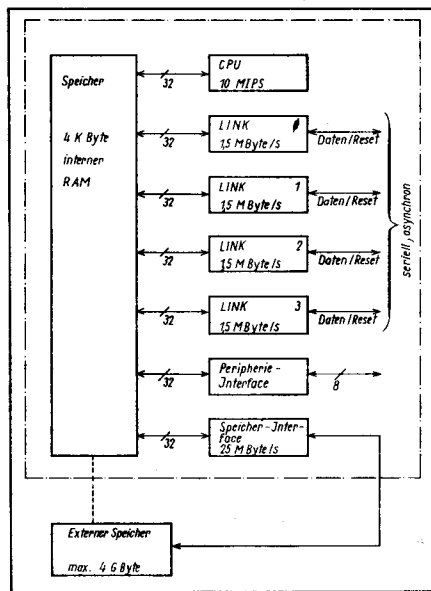 Speicher
4 K Byte
interner
RAM
32
CPU
10 MIPS
32
LINK 0
1,5 MByte/s
Daten/Reset
32
LINK 1
1,5 MByte/s
Daten/Reset
32
LINK 2
1,5 MByte/s
Daten/Reset
32
LINK 3
1,5 MByte/s
Daten/Reset
seriell, asynchron
32
Peripherie-
Interface
8
32
Speicher-Inter-
face
25 MByte/s
Externer Speicher
max. 4 G Byte